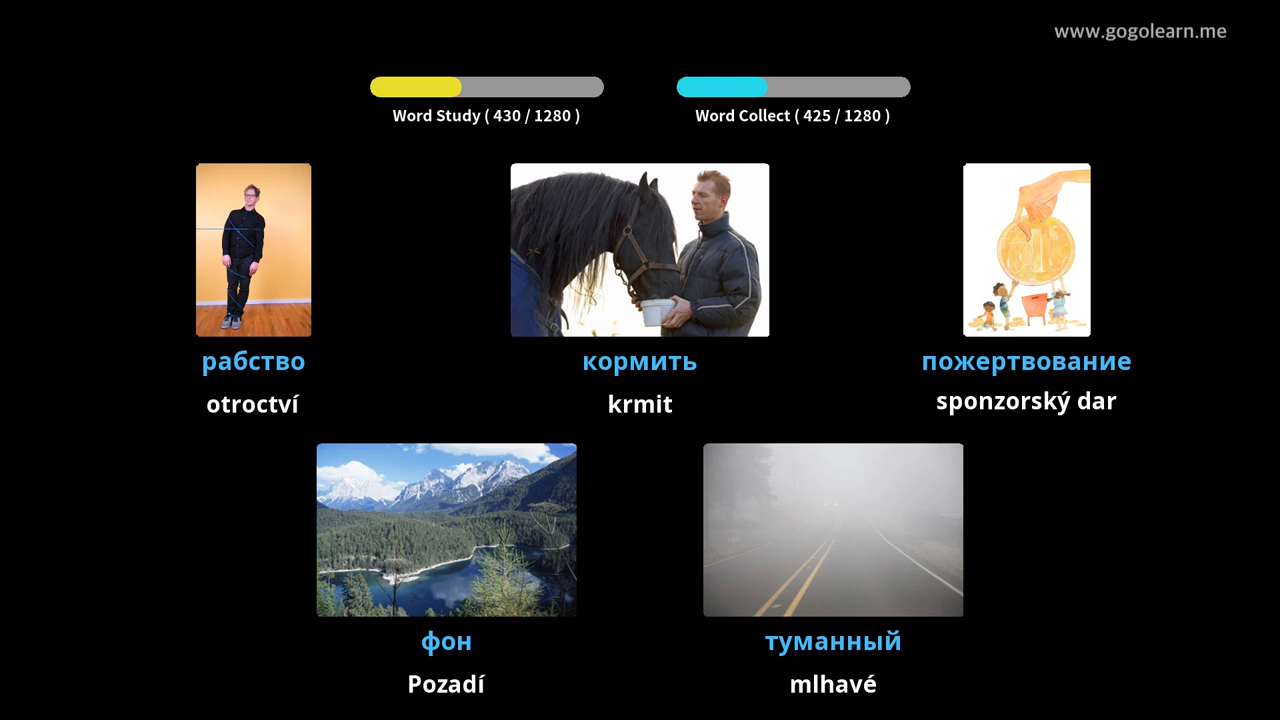 www.gogolearn.me
Word Study ( 430 / 1280 )
Word Collect ( 425 / 1280 )
рабство
кормить
пожертвование
otroctví
krmit
sponzorský dar
фон
туманный
Pozadí
mlhavé